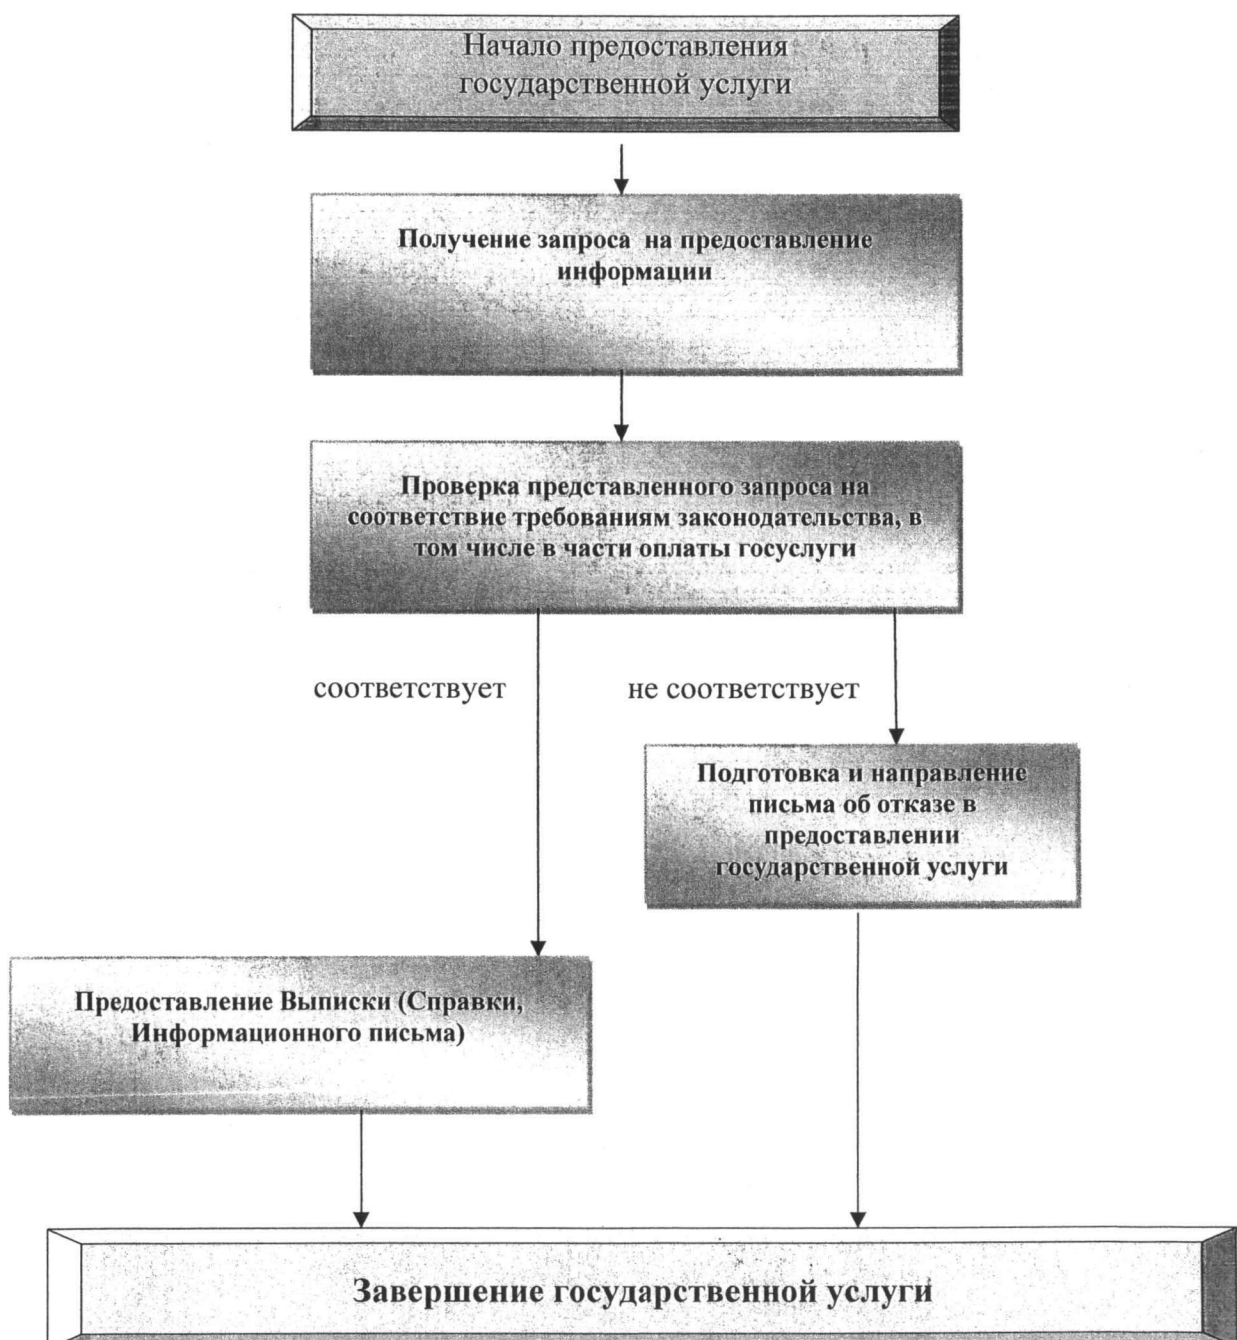 Начало предоставления
государственной услуги
Получение запроса на предоставление
информации
Проверка представленного запроса на
соответствие требованиям законодательства, в
том числе в части оплаты госуслуги
соответствует
не соответствует
Подготовка и направление
письма об отказе в
предоставлении
государственной услуги
Предоставление Выписки (Справки,
Информационного письма)
Завершение государственной услуги